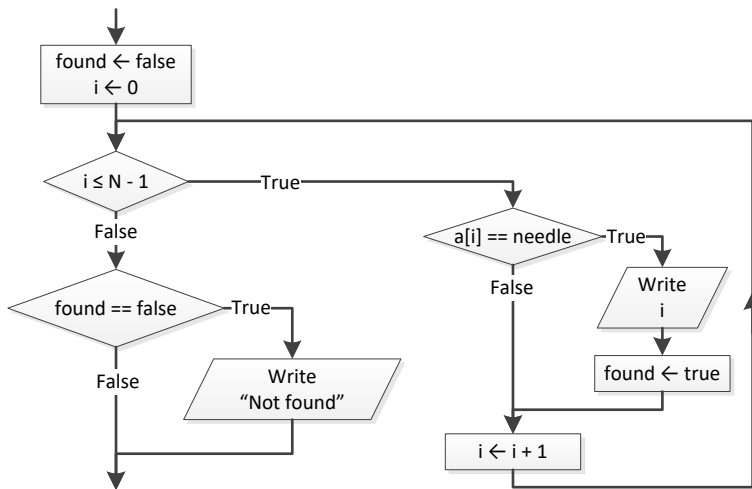 found ← false
i ← 0
i ≤ N - 1
True
False
a[i] == needle
True
False
Write
i
found == false
True
False
Write
“Not found”
found ← true
i ← i + 1